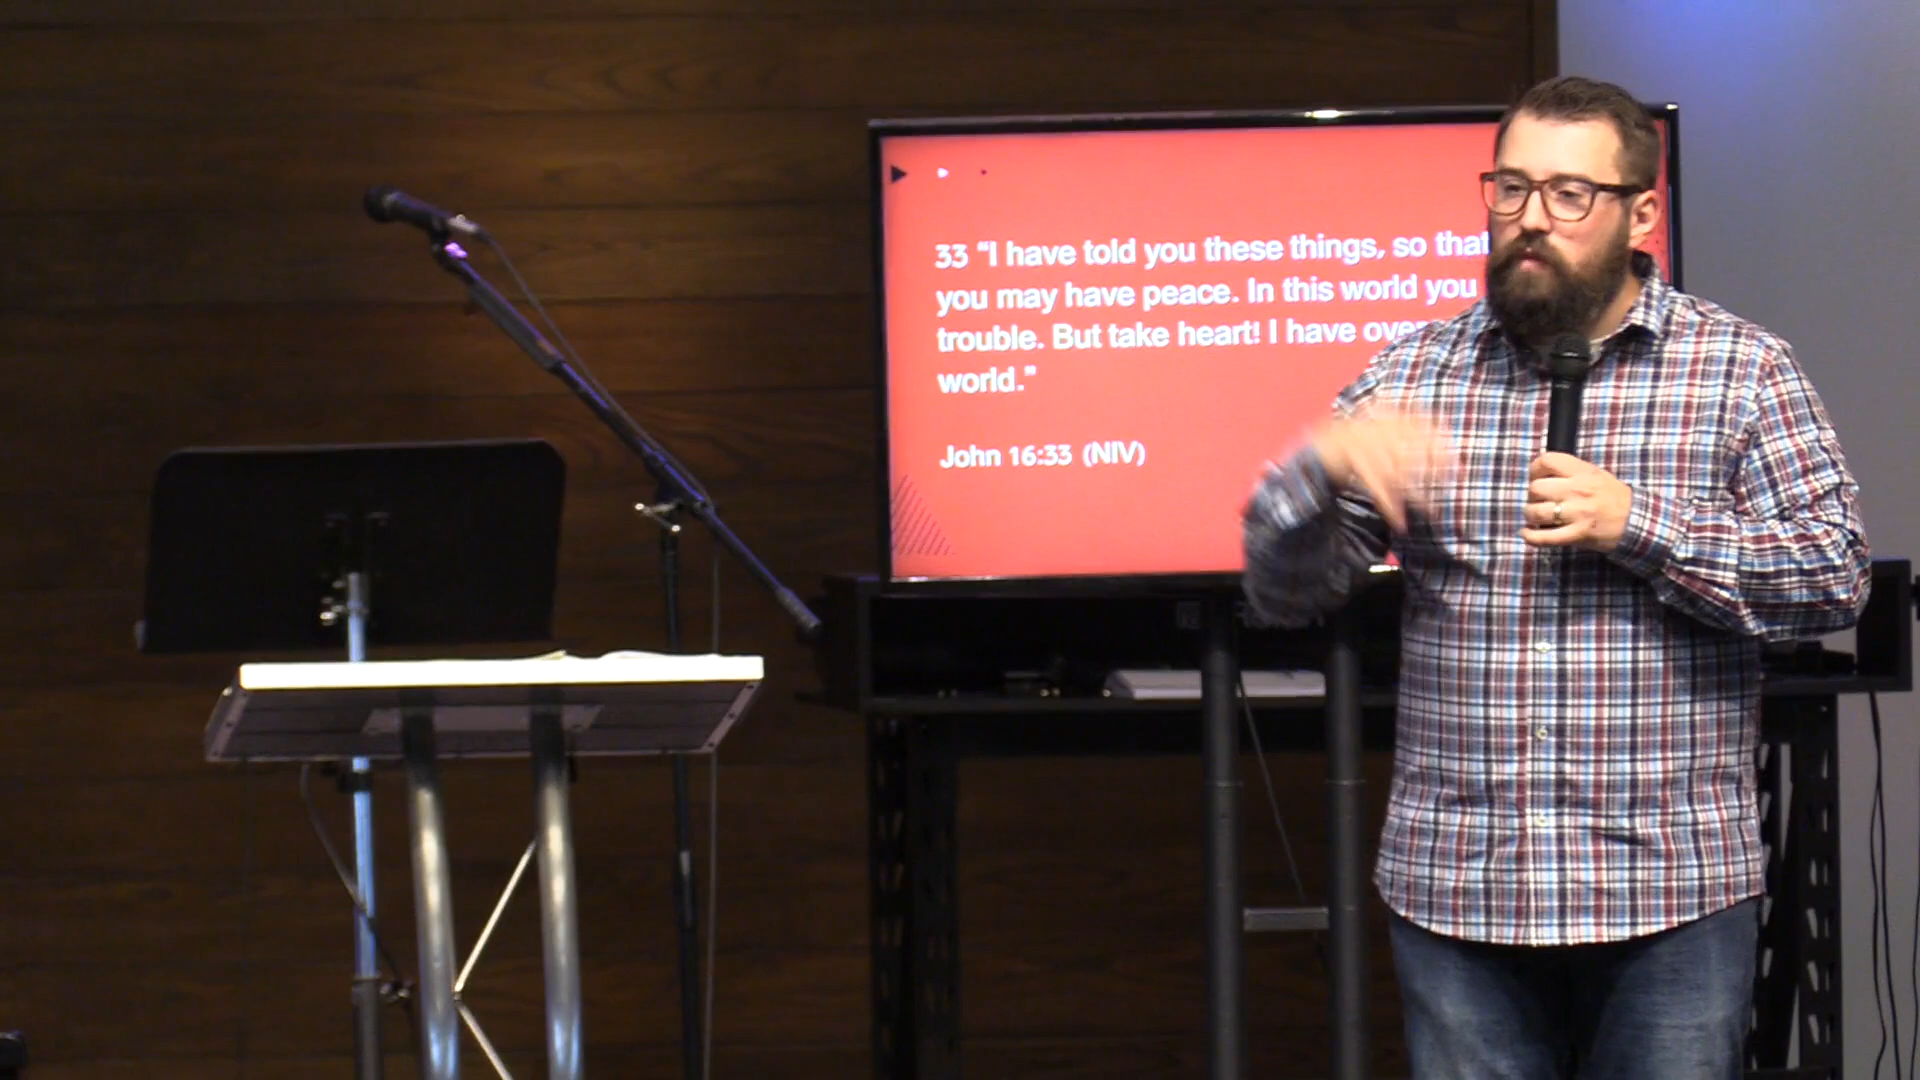 33 “I have told you these things, so that
you may have peace. In this world you
trouble. But take heart! I have
world.”
John 16:33 (NIV)